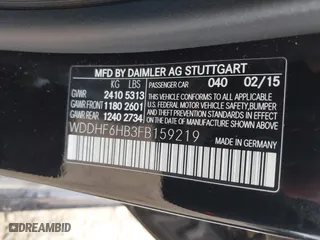 MFD BY DAIMLER AG STUTTGART
KG LBS PASSENGER CAR 040 02/15
GVWR 2410 5313
GAWR FRONT 1180 2601
GAWR REAR 1240 2734
THIS VEHICLE CONFORMS TO ALL APPLICABLE
U.S. FEDERAL MOTOR VEHICLE SAFETY, BUMPER,
AND THEFT PREVENTION STANDARDS IN EFFECT
ON THE DATE OF MANUFACTURE SHOWN ABOVE.
WDDHF6HB3FB159219
MADE IN GERMANY
DREAMBID